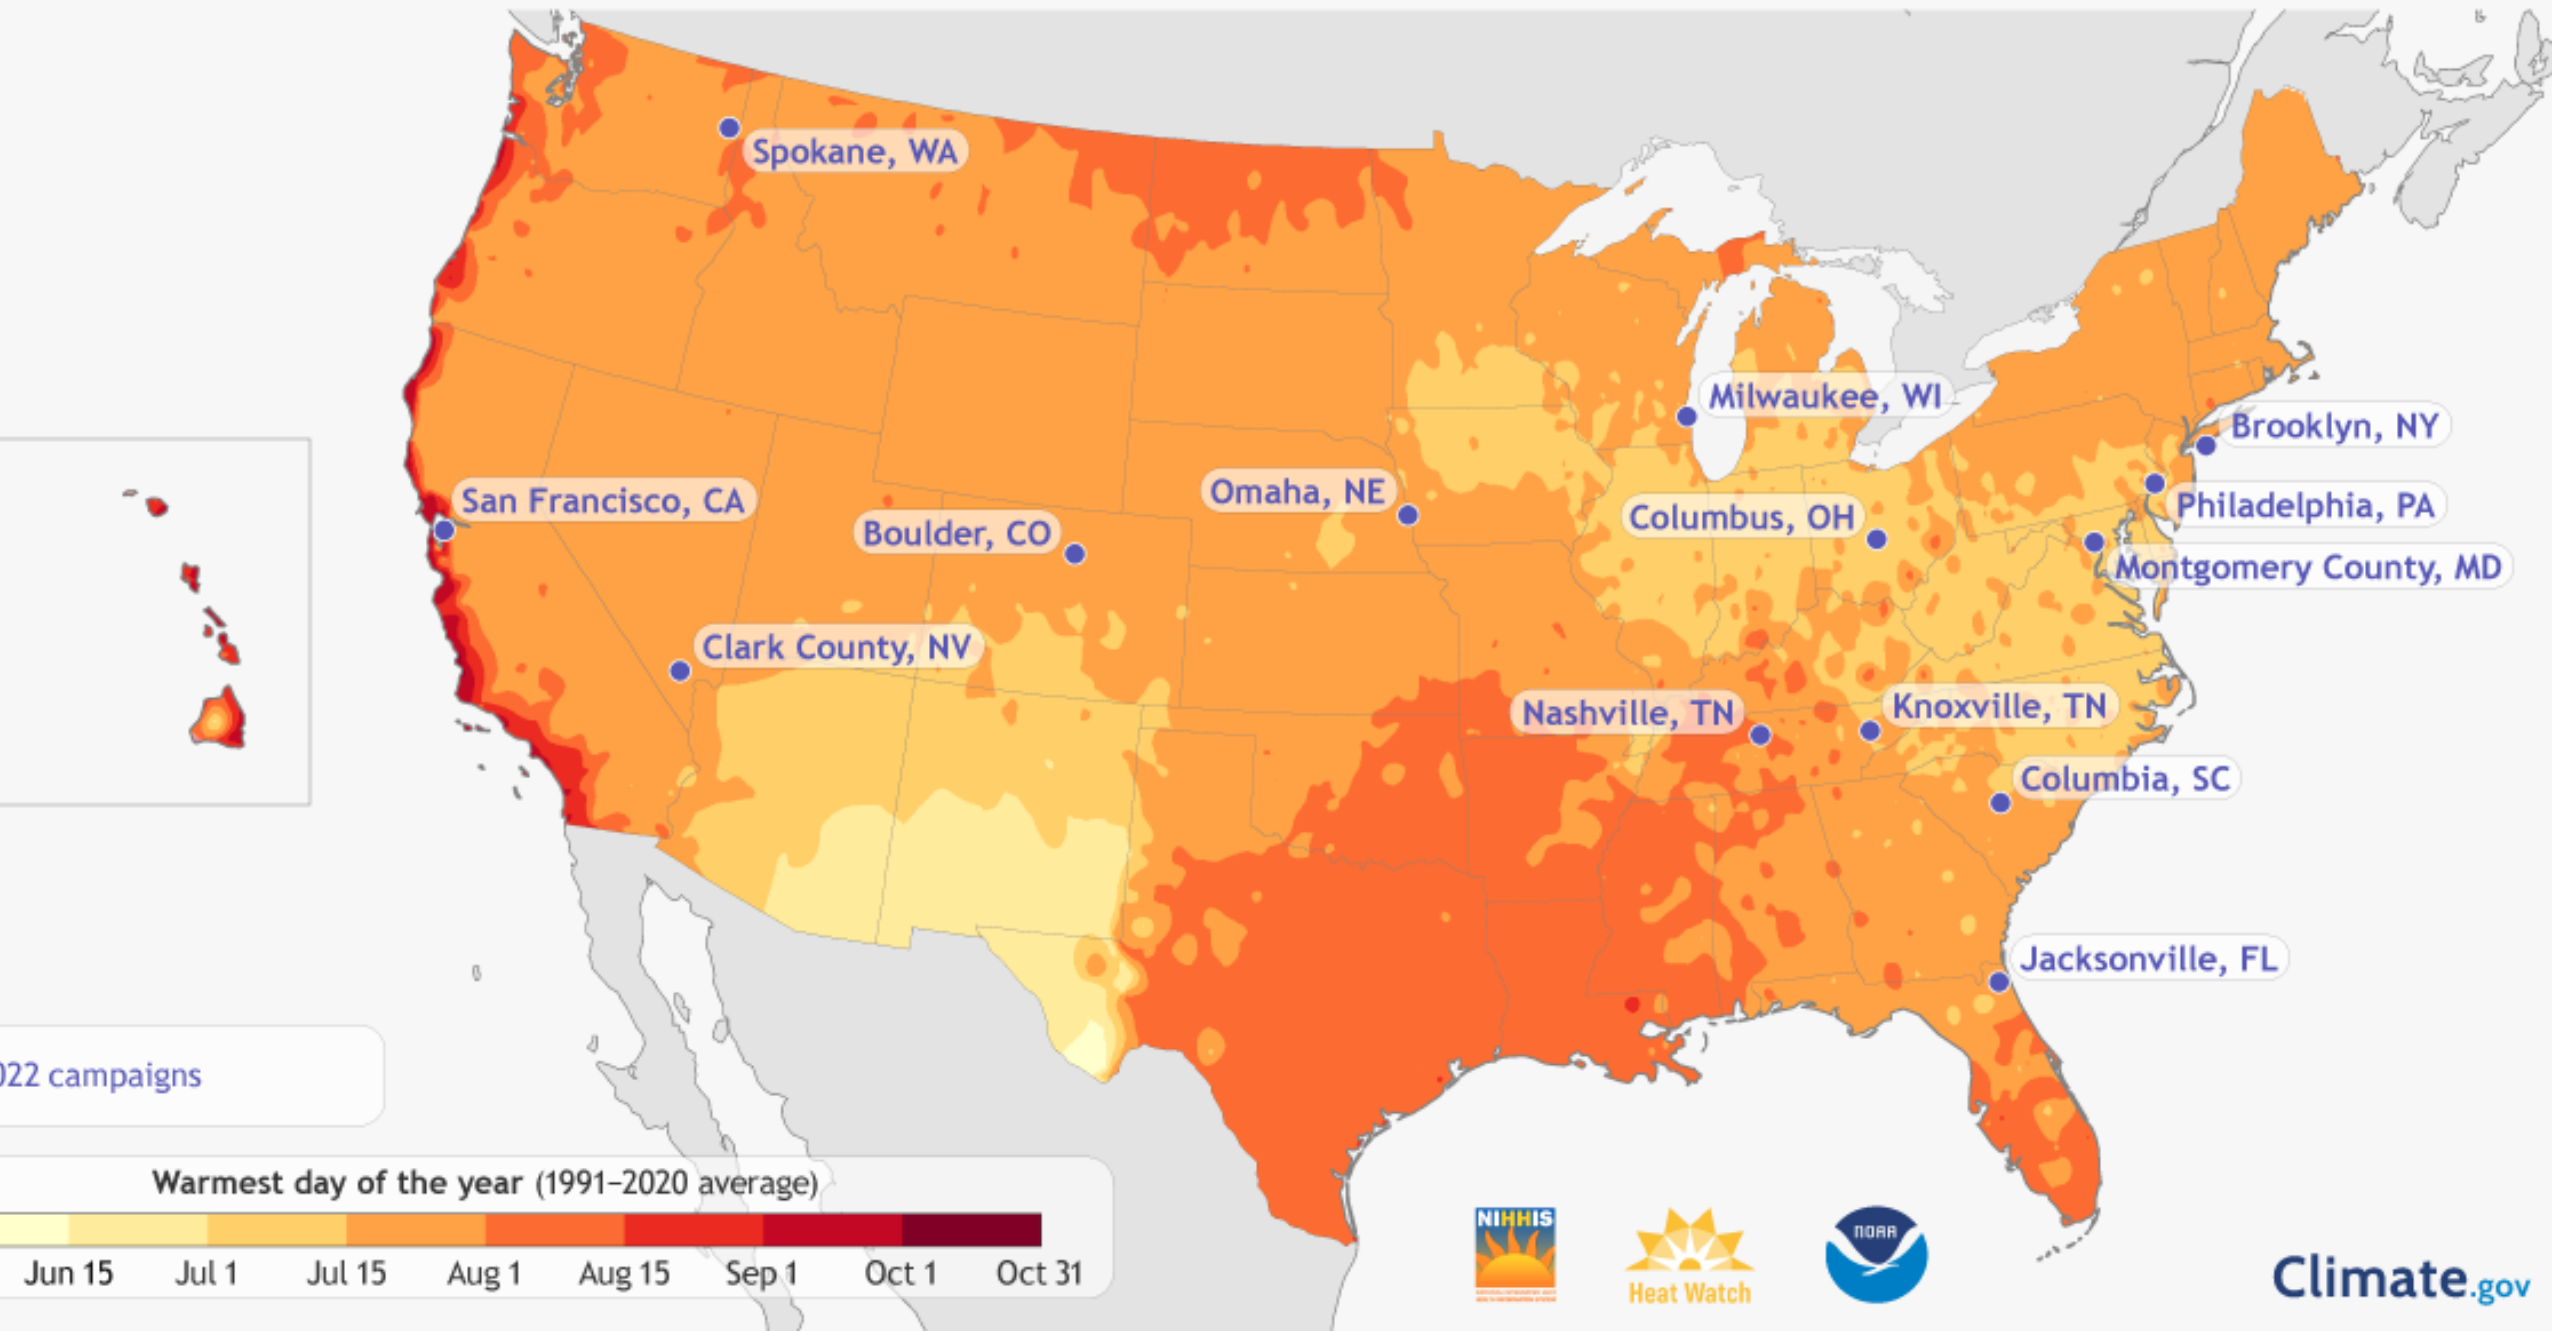 Spokane, WA
Milwaukee, WI
Brooklyn, NY
San Francisco, CA
Omaha, NE
Philadelphia, PA
Columbus, OH
Boulder, CO
Montgomery County, MD
Clark County, NV
Nashville, TN
Knoxville, TN
Columbia, SC
Jacksonville, FL
022 campaigns
Warmest day of the year (1991–2020 average)
Jun 15 Jul 1 Jul 15 Aug 1 Aug 15 Sep 1 Oct 1 Oct 31
NIHHIS
Heat Watch
NOAA
Climate.gov